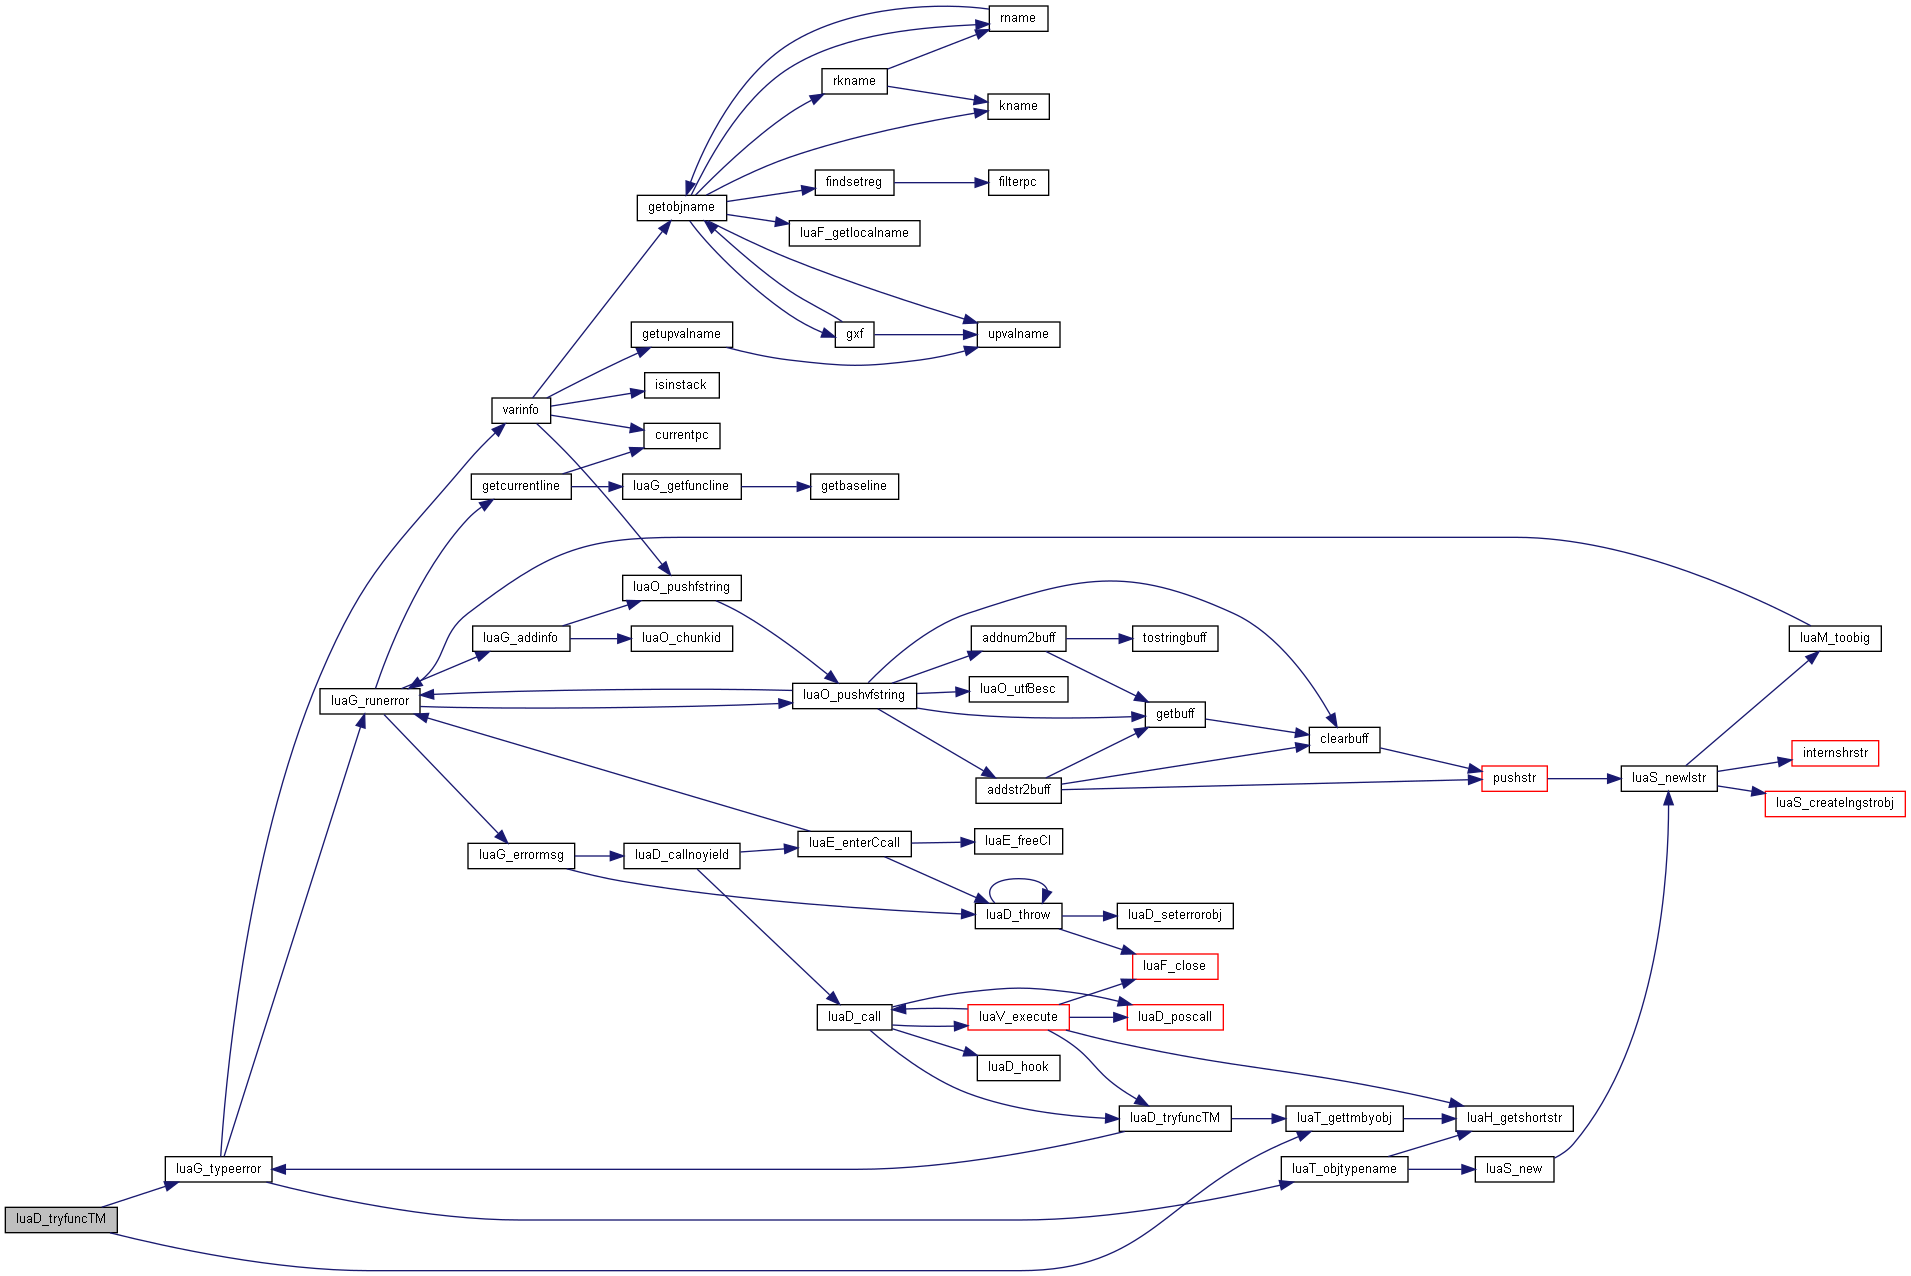 rname
rkname
kname
findsetreg
filterpc
getobjname
luaF_getlocalname
getupvalname
gxf
upvalname
isinstack
varinfo
currentpc
getcurrentline
luaG_getfuncline
getbaseline
luaO_pushfstring
luaG_addinfo
luaO_chunkid
addnum2buff
tostringbuff
luaM_toobig
luaG_runerror
luaO_pushvfstring
luaO_utf8esc
getbuff
clearbuff
internshrstr
addstr2buff
pushstr
luaS_newlstr
luaS_createlngstrobj
luaG_errormsg
luaD_callnoyield
luaE_enterCcall
luaE_freeCI
luaD_throw
luaD_seterrorobj
luaF_close
luaD_call
luaV_execute
luaD_poscall
luaD_hook
luaD_tryfuncTM
luaT_gettmbyobj
luaH_getshortstr
luaG_typeerror
luaT_objtypename
luaS_new
luaD_tryfuncTM